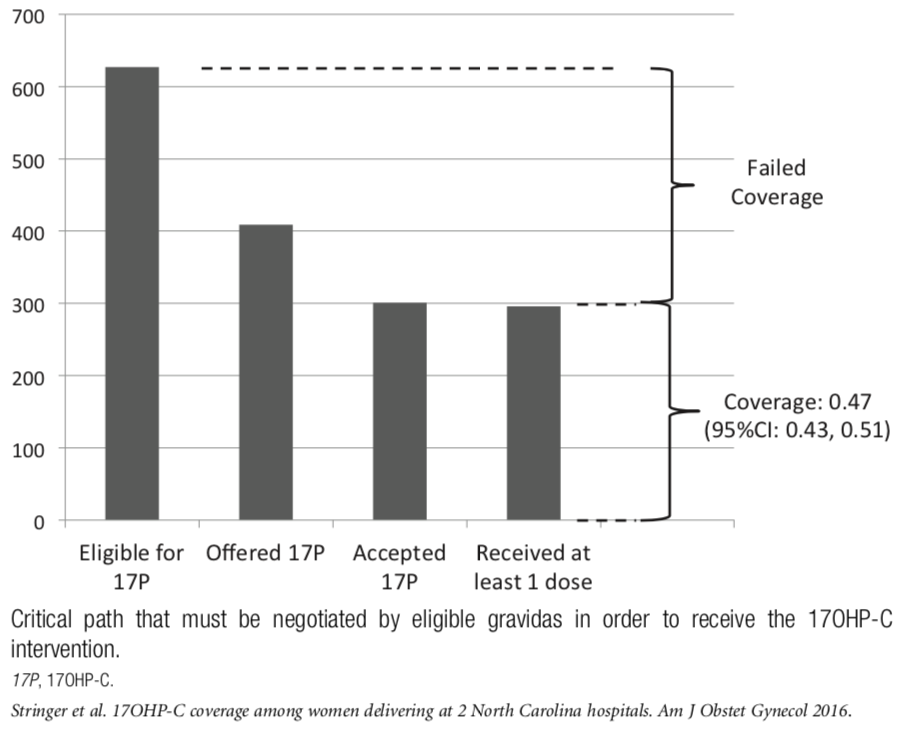 700
600
500
400
300
200
100
0
Failed
Coverage
Coverage: 0.47
(95%CI: 0.43, 0.51)
Eligible for
17P
Offered 17P
Accepted
17P
Received at
least 1 dose
Critical path that must be negotiated by eligible gravidas in order to receive the 17OHP-C
intervention.
17P, 17OHP-C.
Stringer et al. 17OHP-C coverage among women delivering at 2 North Carolina hospitals. Am J Obstet Gynecol 2016.